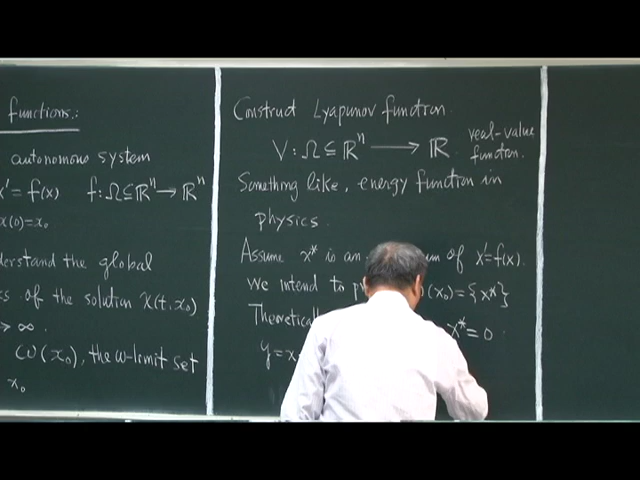 functions.:
autonomous system
x' = f(x) f: Ω ⊆ ℝⁿ → ℝⁿ
x(0) = x₀
the global
of the solution x(t, x₀)
→ ∞.
ω(x₀), the ω-limit set
x₀
Construct Lyapunov function.
V: Ω ⊆ ℝⁿ → ℝ. real-value
function.
Something like, energy function in
physics.
Assume x* is an of x' = f(x).
We intend to (x₀) = {x*}
x* = 0.
y = x